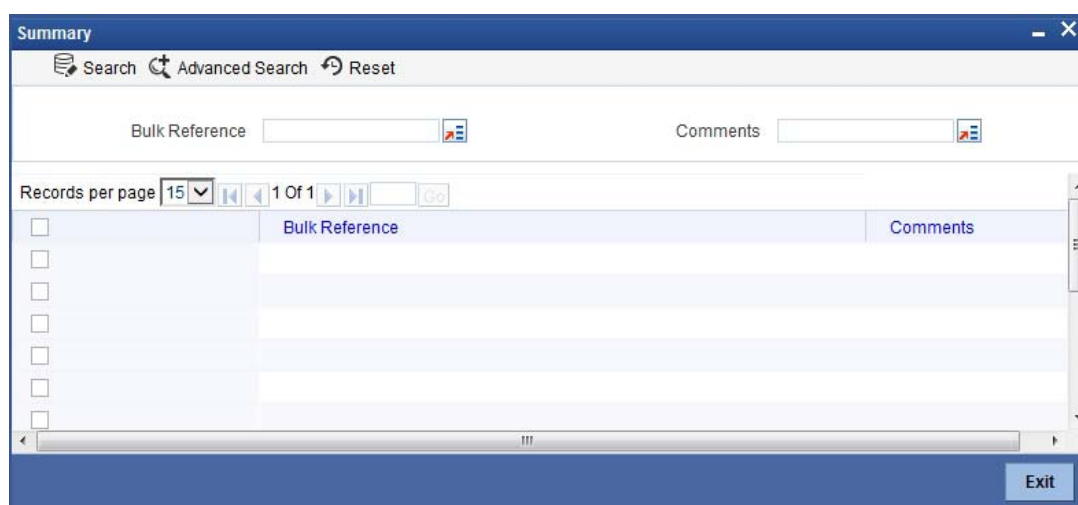 Summary
Search Advanced Search Reset
Bulk Reference Comments
Records per page 15 1 Of 1 Go
Bulk Reference Comments
Exit